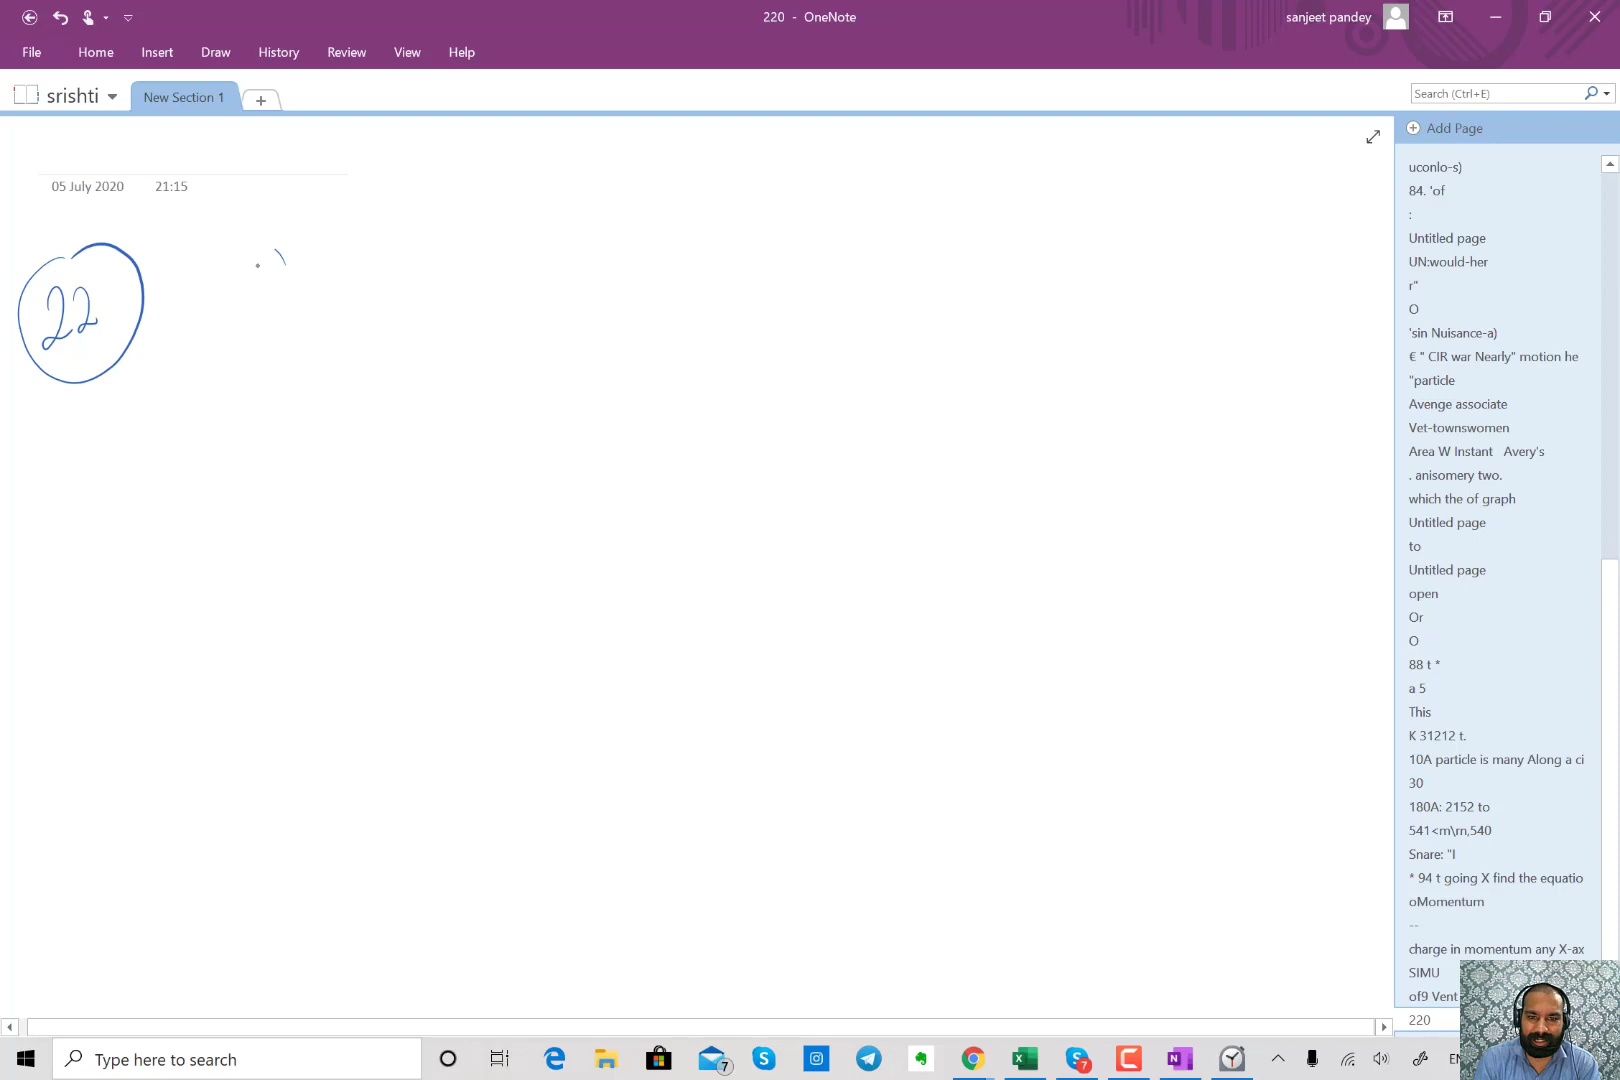 220 - OneNote
sanjeet pandey
File Home Insert Draw History Review View Help
srishti
New Section 1
Search (Ctrl+E)
Add Page
05 July 2020 21:15
22
uconlo-s)
84. 'of
:
Untitled page
UN:would-her
r"
O
'sin Nuisance-a)
€ " CIR war Nearly" motion he
"particle
Avenge associate
Vet-townswomen
Area W Instant Avery's
. anisomery two.
which the of graph
Untitled page
to
Untitled page
open
Or
O
88 t *
a 5
This
K 31212 t.
10A particle is many Along a ci
30
180A: 2152 to
541<m\rn,540
Snare: "I
* 94 t going X find the equatio
oMomentum
--
charge in momentum any X-ax
SIMU
of9 Vent
220
Type here to search
7
7